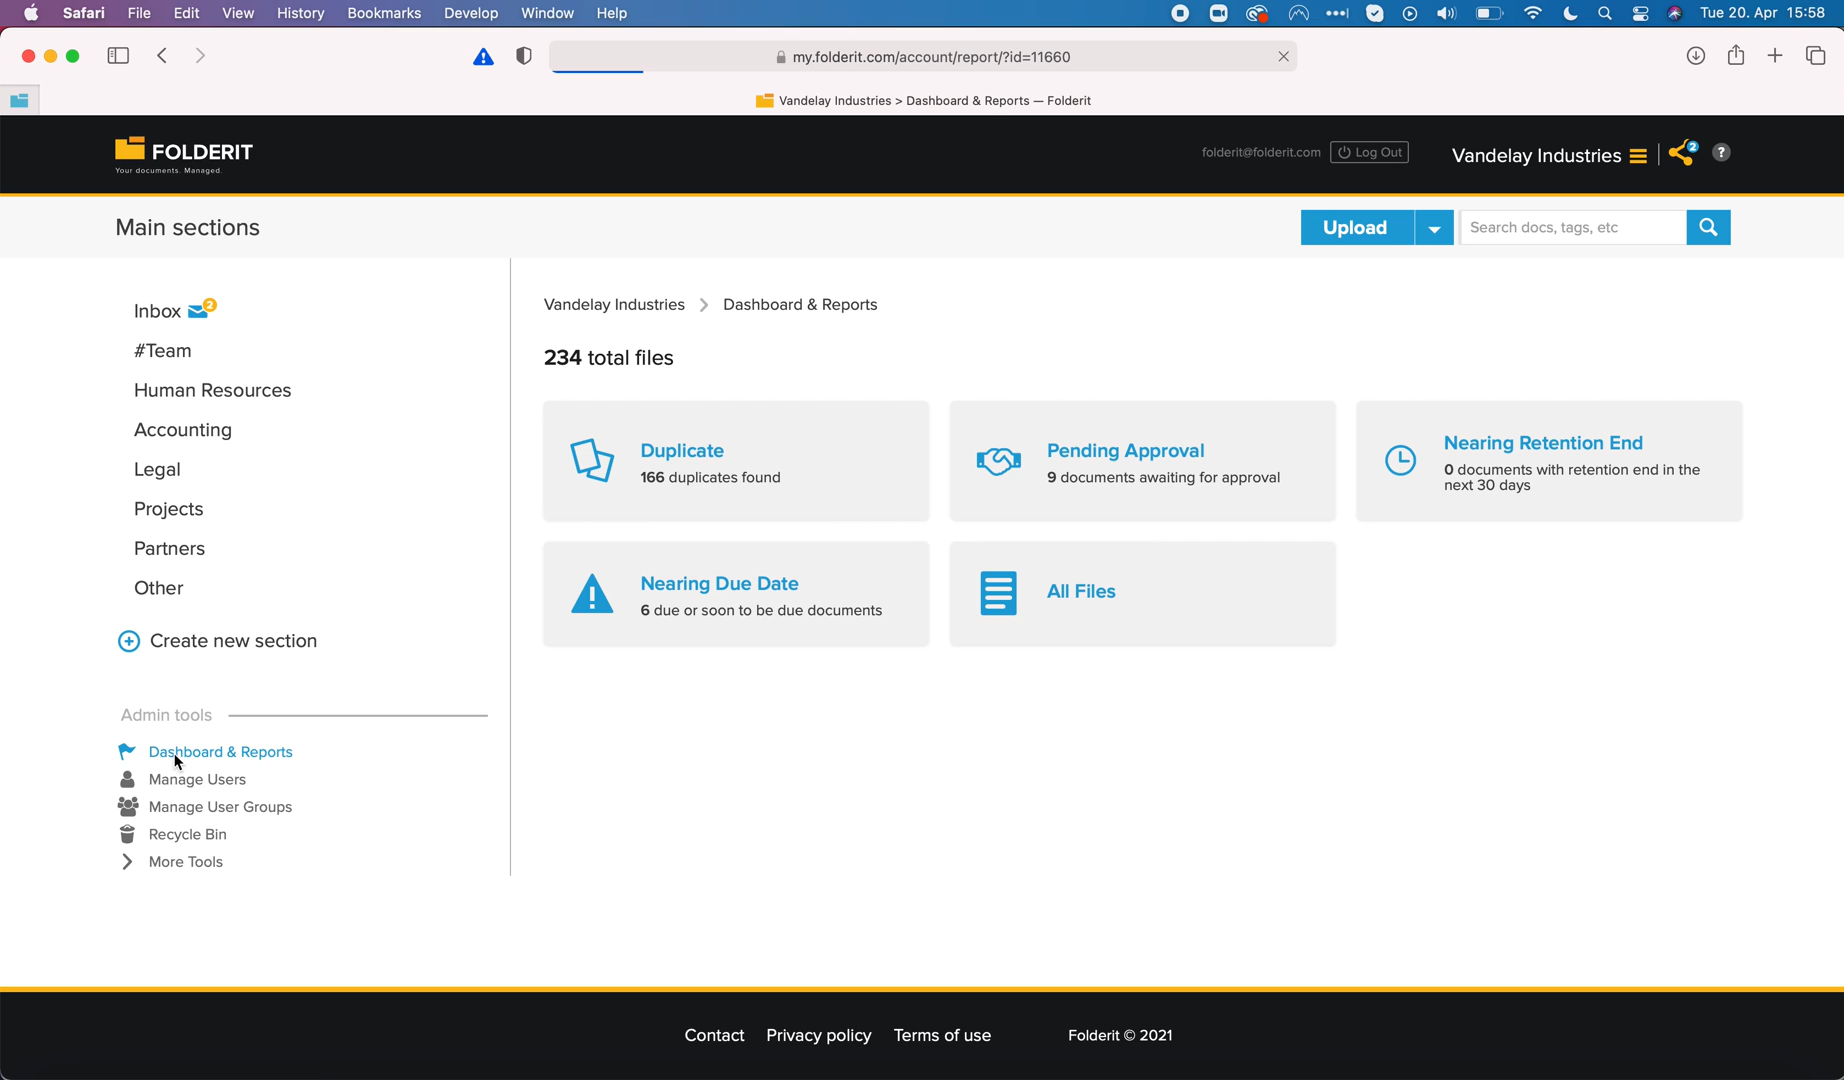 Safari File Edit View History Bookmarks Develop Window Help Tue 20. Apr 15:58
my.folderit.com/account/report/?id=11660
Vandelay Industries > Dashboard & Reports — Folderit
FOLDERIT
Your documents. Managed.
folderit@folderit.com Log Out Vandelay Industries 2 ?
Main sections
Upload
Search docs, tags, etc
Inbox 2
#Team
Human Resources
Accounting
Legal
Projects
Partners
Other
Create new section
Admin tools
Dashboard & Reports
Manage Users
Manage User Groups
Recycle Bin
More Tools
Vandelay Industries > Dashboard & Reports
234 total files
Duplicate
166 duplicates found
Pending Approval
9 documents awaiting for approval
Nearing Retention End
0 documents with retention end in the
next 30 days
Nearing Due Date
6 due or soon to be due documents
All Files
Contact Privacy policy Terms of use Folderit © 2021